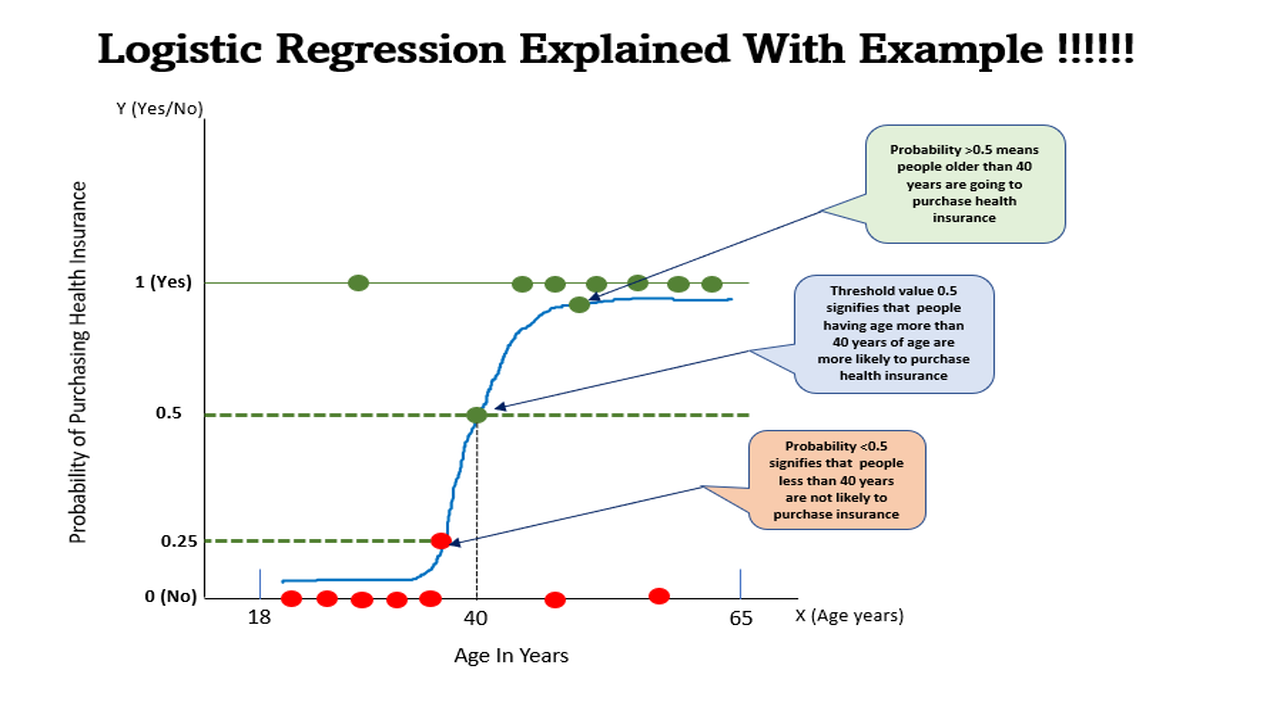 Logistic Regression Explained With Example !!!!!!
Y (Yes/No)
Probability of Purchasing Health Insurance
1 (Yes)
0.5
0.25
0 (No)
18
40
65
X (Age years)
Age In Years
Probability >0.5 means
people older than 40
years are going to
purchase health
insurance
Threshold value 0.5
signifies that people
having age more than
40 years of age are
more likely to purchase
health insurance
Probability <0.5
signifies that people
less than 40 years
are not likely to
purchase insurance